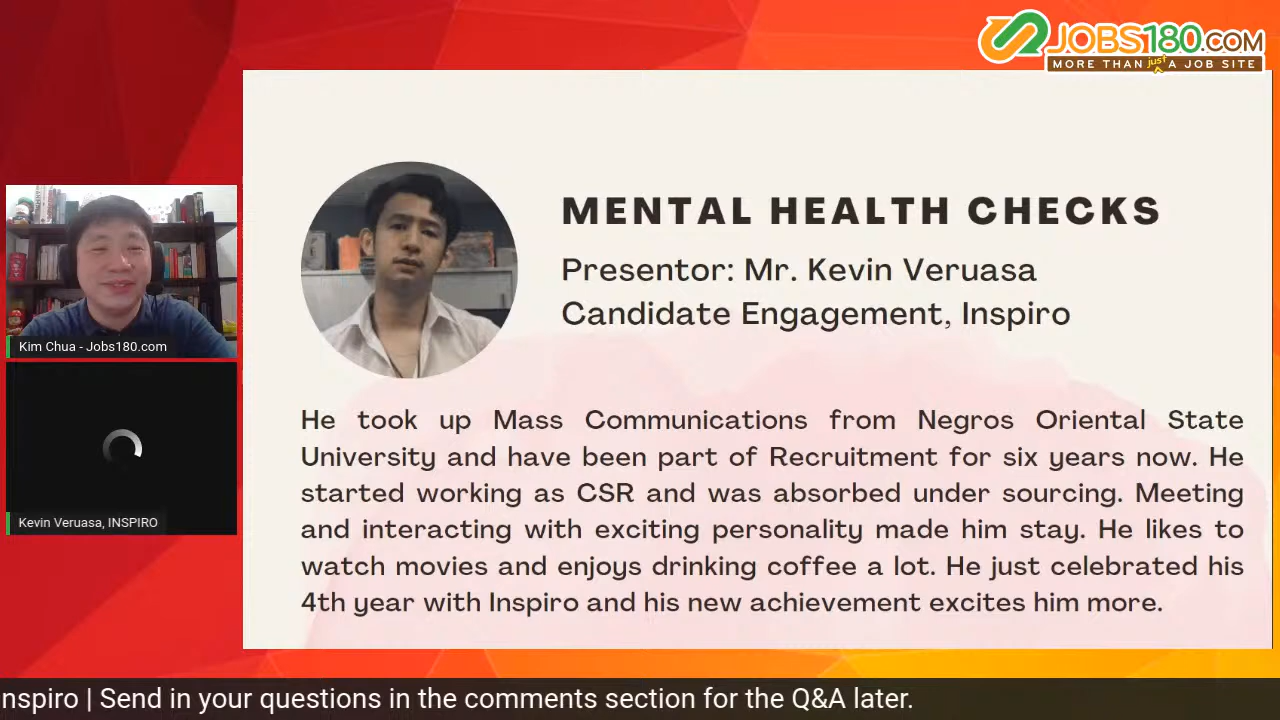 JOBS180.COM
MORE THAN just A JOB SITE
MENTAL HEALTH CHECKS
Presentor: Mr. Kevin Veruasa
Candidate Engagement, Inspiro
Kim Chua - Jobs180.com
Kevin Veruasa, INSPIRO
He took up Mass Communications from Negros Oriental State
University and have been part of Recruitment for six years now. He
started working as CSR and was absorbed under sourcing. Meeting
and interacting with exciting personality made him stay. He likes to
watch movies and enjoys drinking coffee a lot. He just celebrated his
4th year with Inspiro and his new achievement excites him more.
nspiro | Send in your questions in the comments section for the Q&A later.